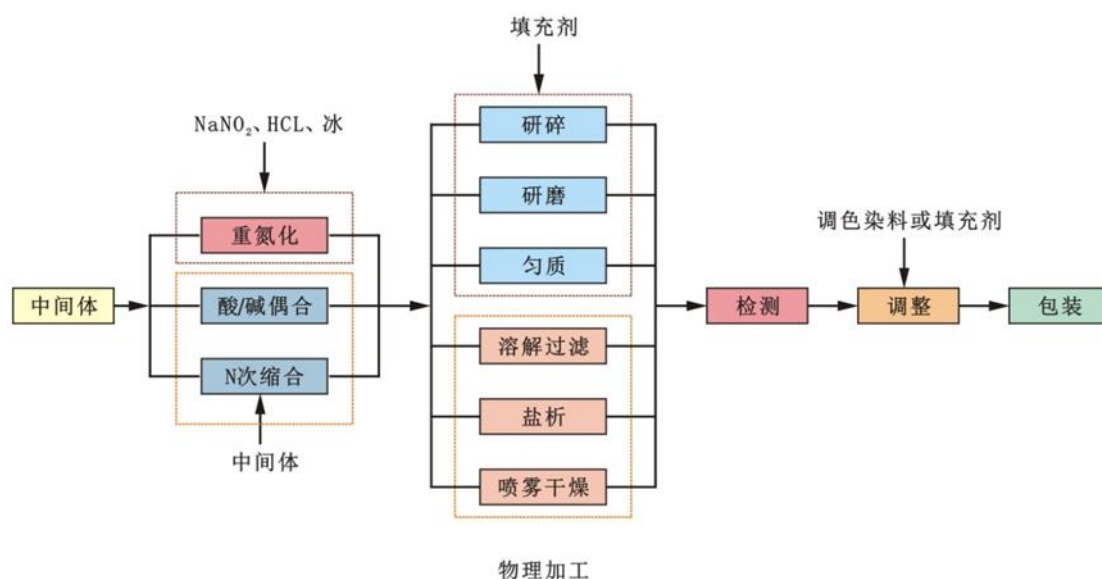 填充剂
NaNO₂、HCL、冰
研碎
研磨
重氮化
调色染料或填充剂
匀质
中间体
酸/碱偶合
检测
调整
包装
溶解过滤
N次缩合
盐析
中间体
喷雾干燥
物理加工